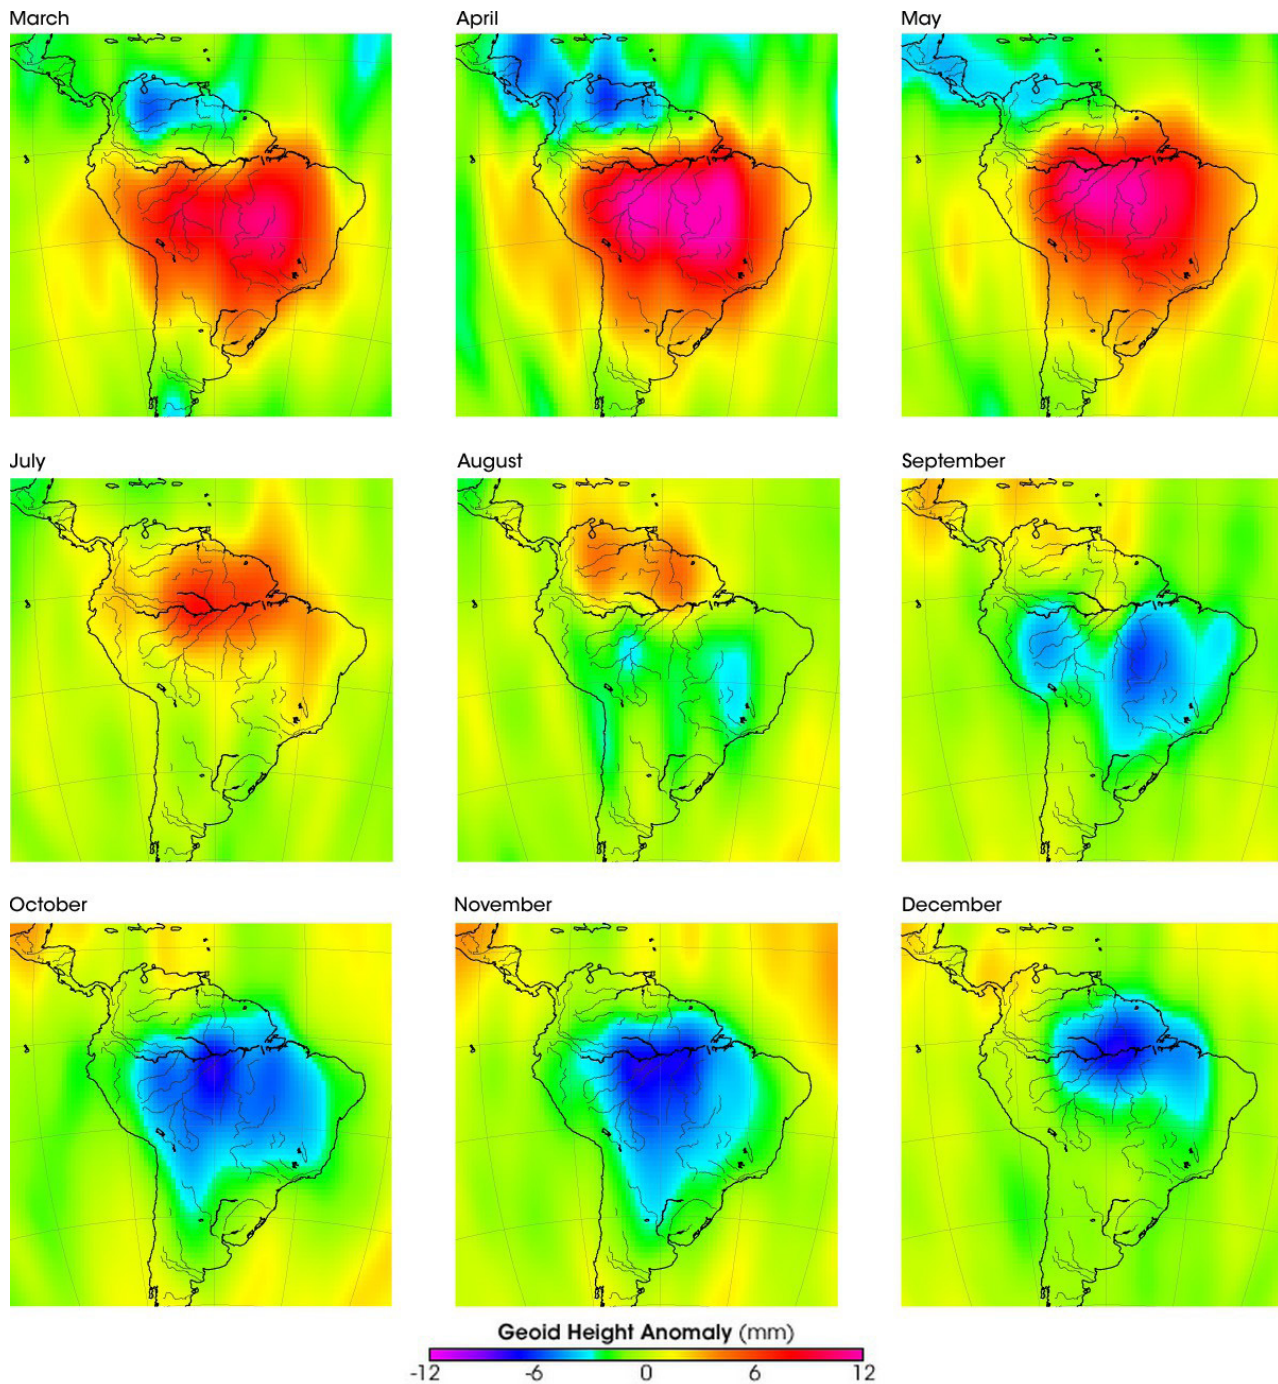 March
April
May
July
August
September
October
November
December
Geoid Height Anomaly (mm)
-12 -6 0 6 12